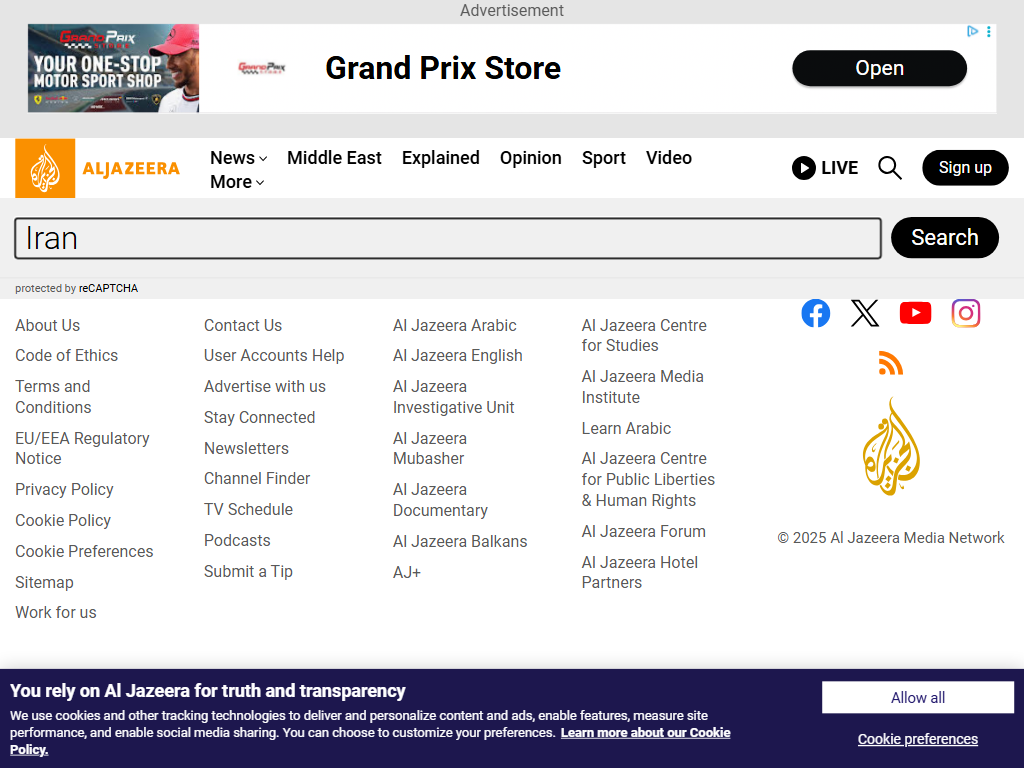 Advertisement
GRAND PRIX
YOUR ONE-STOP
MOTOR SPORT SHOP
Grand Prix Store
Open
ALJAZEERA
News
Middle East
Explained
Opinion
Sport
Video
More
LIVE
Sign up
Iran
Search
protected by reCAPTCHA
About Us
Code of Ethics
Terms and
Conditions
EU/EEA Regulatory
Notice
Privacy Policy
Cookie Policy
Cookie Preferences
Sitemap
Work for us
Contact Us
User Accounts Help
Advertise with us
Stay Connected
Newsletters
Channel Finder
TV Schedule
Podcasts
Submit a Tip
Al Jazeera Arabic
Al Jazeera English
Al Jazeera
Investigative Unit
Al Jazeera
Mubasher
Al Jazeera
Documentary
Al Jazeera Balkans
AJ+
Al Jazeera Centre
for Studies
Al Jazeera Media
Institute
Learn Arabic
Al Jazeera Centre
for Public Liberties
& Human Rights
Al Jazeera Forum
Al Jazeera Hotel
Partners
© 2025 Al Jazeera Media Network
You rely on Al Jazeera for truth and transparency
We use cookies and other tracking technologies to deliver and personalize content and ads, enable features, measure site
performance, and enable social media sharing. You can choose to customize your preferences. Learn more about our Cookie
Policy.
Allow all
Cookie preferences